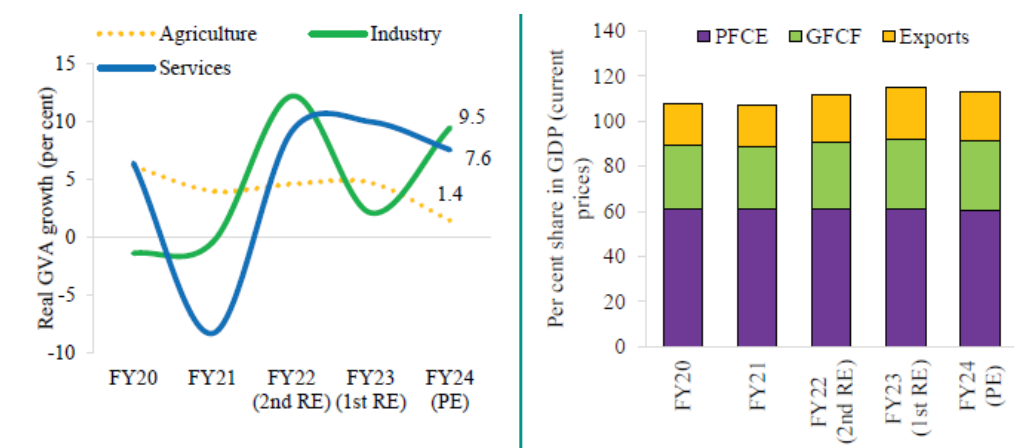 Agriculture
Industry
Services
Real GVA growth (per cent)
15
10
5
0
-5
-10
9.5
7.6
1.4
FY20 FY21 FY22 FY23 FY24
(2nd RE) (1st RE) (PE)
PFCE GFCF Exports
Per cent share in GDP (current
prices)
140
120
100
80
60
40
20
0
FY20
FY21
FY22
(2nd RE)
FY23
(1st RE)
FY24
(PE)